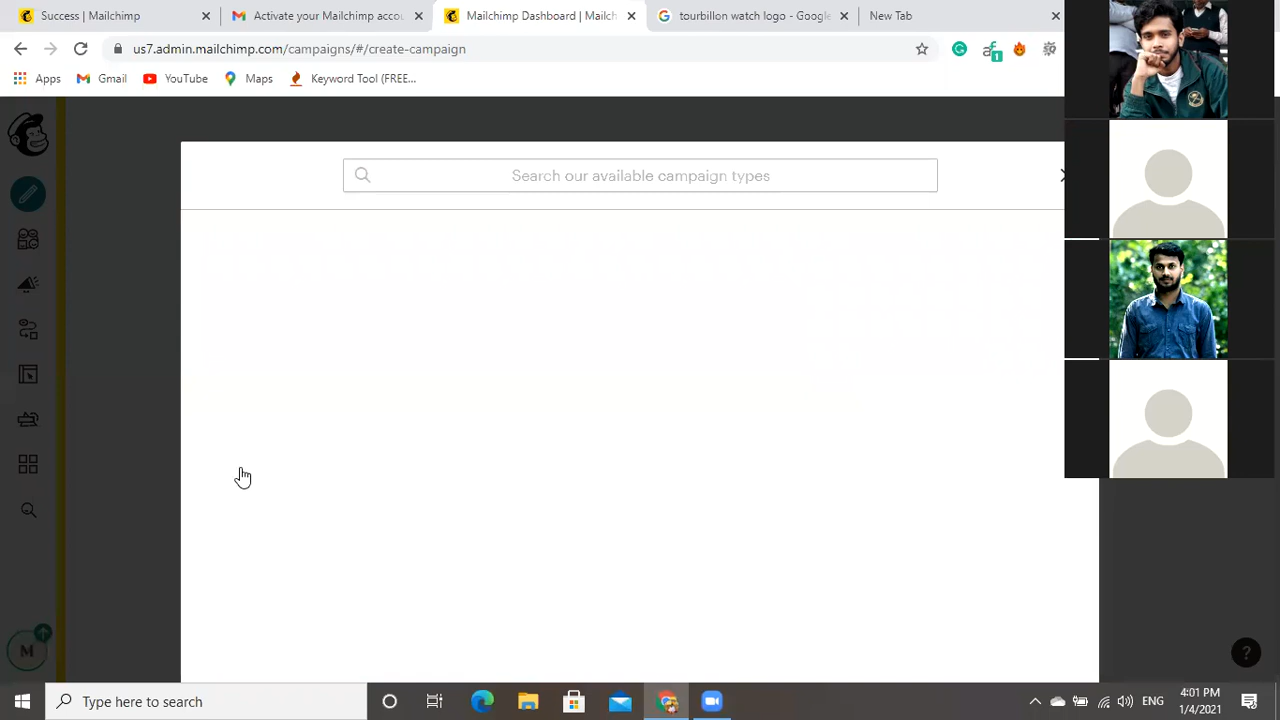 Success | Mailchimp
Activate your Mailchimp accou
Mailchimp Dashboard | Mailch
tourbillon watch logo - Google
New Tab
us7.admin.mailchimp.com/campaigns/#/create-campaign
1
Apps
Gmail
YouTube
Maps
Keyword Tool (FREE...
Search our available campaign types
M
?
Type here to search
ENG
4:01 PM
1/4/2021